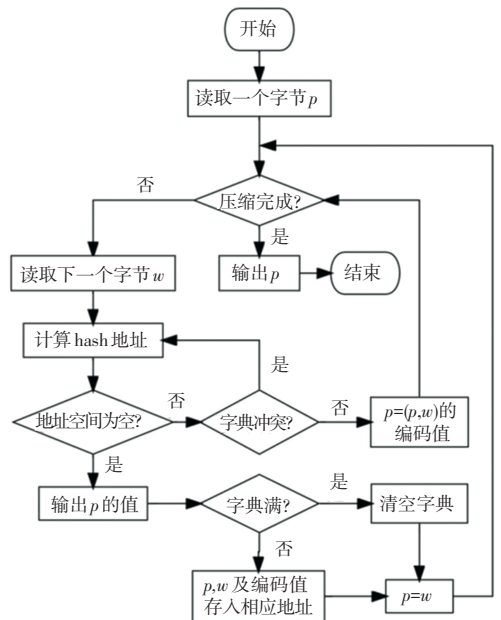 开始
读取一个字节p
压缩完成?
否
是
读取下一个字节w
输出p
结束
计算hash地址
是
地址空间为空?
否
字典冲突?
否
p=(p,w)的
编码值
是
输出p的值
字典满?
是
清空字典
否
p,w及编码值
存入相应地址
p=w